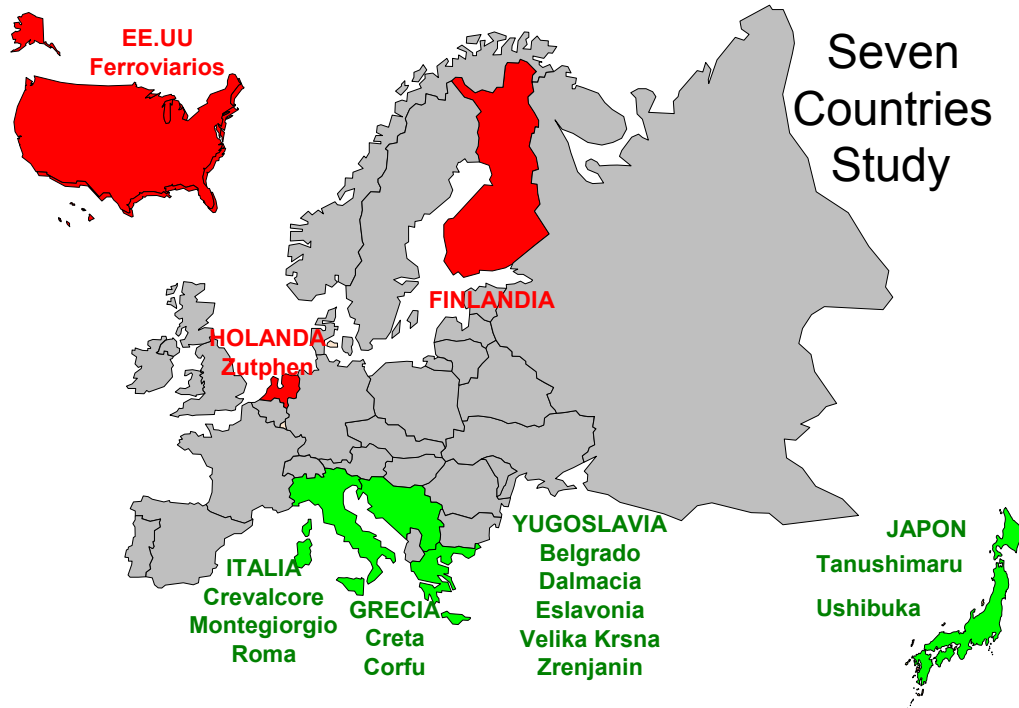 EE.UU
Ferroviarios
Seven
Countries
Study
FINLANDIA
HOLANDA
Zutphen
ITALIA
Crevalcore
Montegiorgio
Roma
GRECIA
Creta
Corfu
YUGOSLAVIA
Belgrado
Dalmacia
Eslavonia
Velika Krsna
Zrenjanin
JAPON
Tanushimaru
Ushibuka